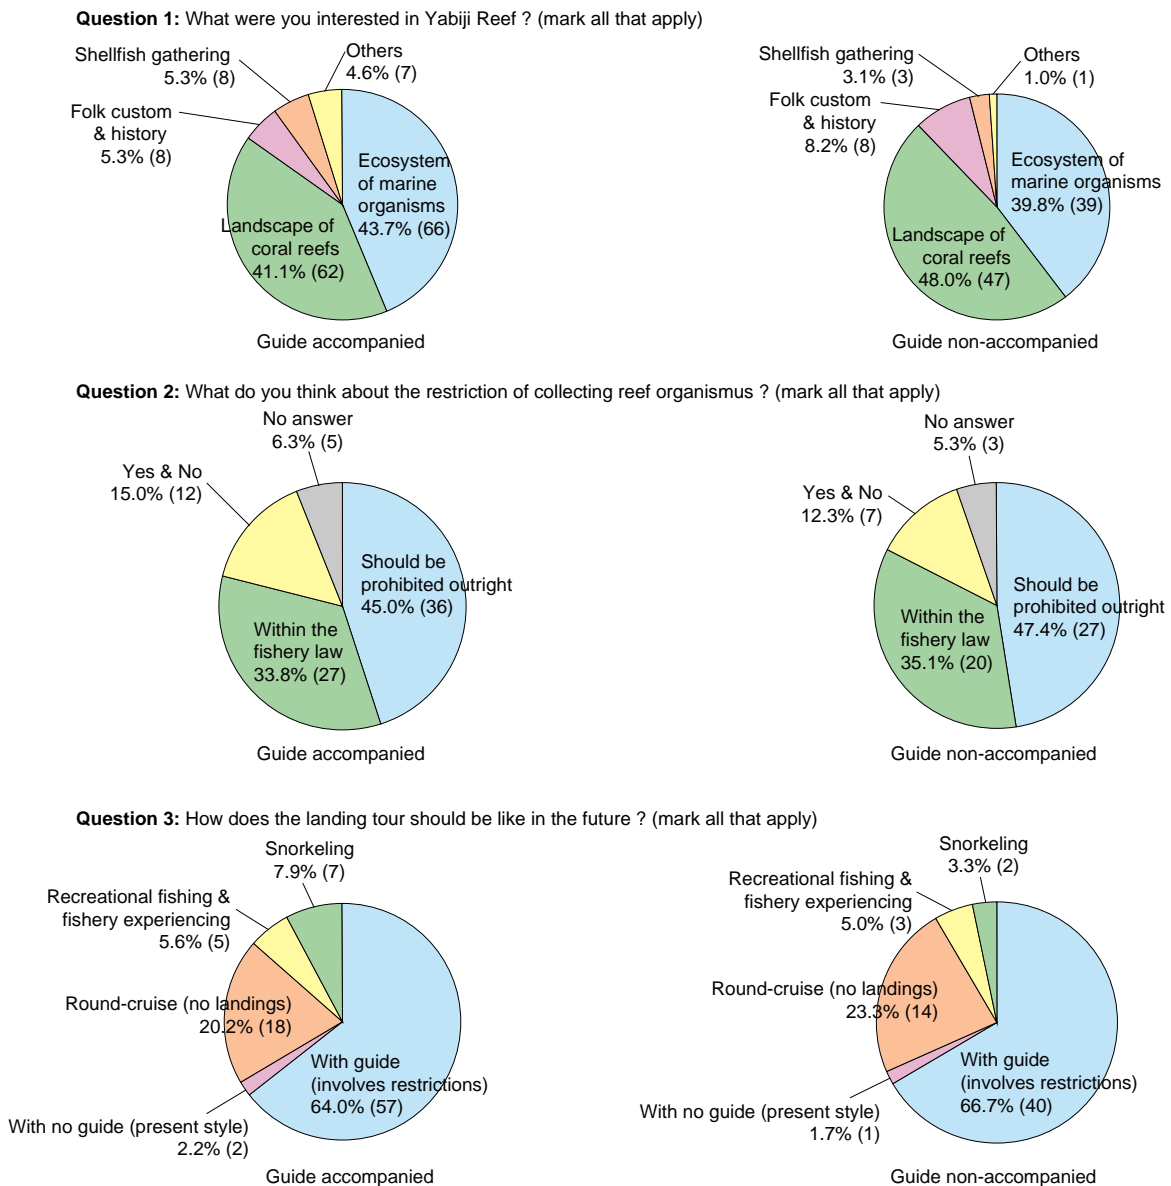 Question 1: What were you interested in Yabiji Reef ? (mark all that apply)
Shellfish gathering
5.3% (8)
Others
4.6% (7)
Folk custom
& history
5.3% (8)
Ecosystem
of marine
organisms
43.7% (66)
Landscape of
coral reefs
41.1% (62)
Guide accompanied
Shellfish gathering
3.1% (3)
Others
1.0% (1)
Folk custom
& history
8.2% (8)
Ecosystem of
marine organisms
39.8% (39)
Landscape of
coral reefs
48.0% (47)
Guide non-accompanied
Question 2: What do you think about the restriction of collecting reef organismus ? (mark all that apply)
No answer
6.3% (5)
Yes & No
15.0% (12)
Should be
prohibited outright
45.0% (36)
Within the
fishery law
33.8% (27)
Guide accompanied
No answer
5.3% (3)
Yes & No
12.3% (7)
Should be
prohibited outright
47.4% (27)
Within the
fishery law
35.1% (20)
Guide non-accompanied
Question 3: How does the landing tour should be like in the future ? (mark all that apply)
Snorkeling
7.9% (7)
Recreational fishing &
fishery experiencing
5.6% (5)
Round-cruise (no landings)
20.2% (18)
With guide
(involves restrictions)
64.0% (57)
With no guide (present style)
2.2% (2)
Guide accompanied
Snorkeling
3.3% (2)
Recreational fishing &
fishery experiencing
5.0% (3)
Round-cruise (no landings)
23.3% (14)
With guide
(involves restrictions)
66.7% (40)
With no guide (present style)
1.7% (1)
Guide non-accompanied